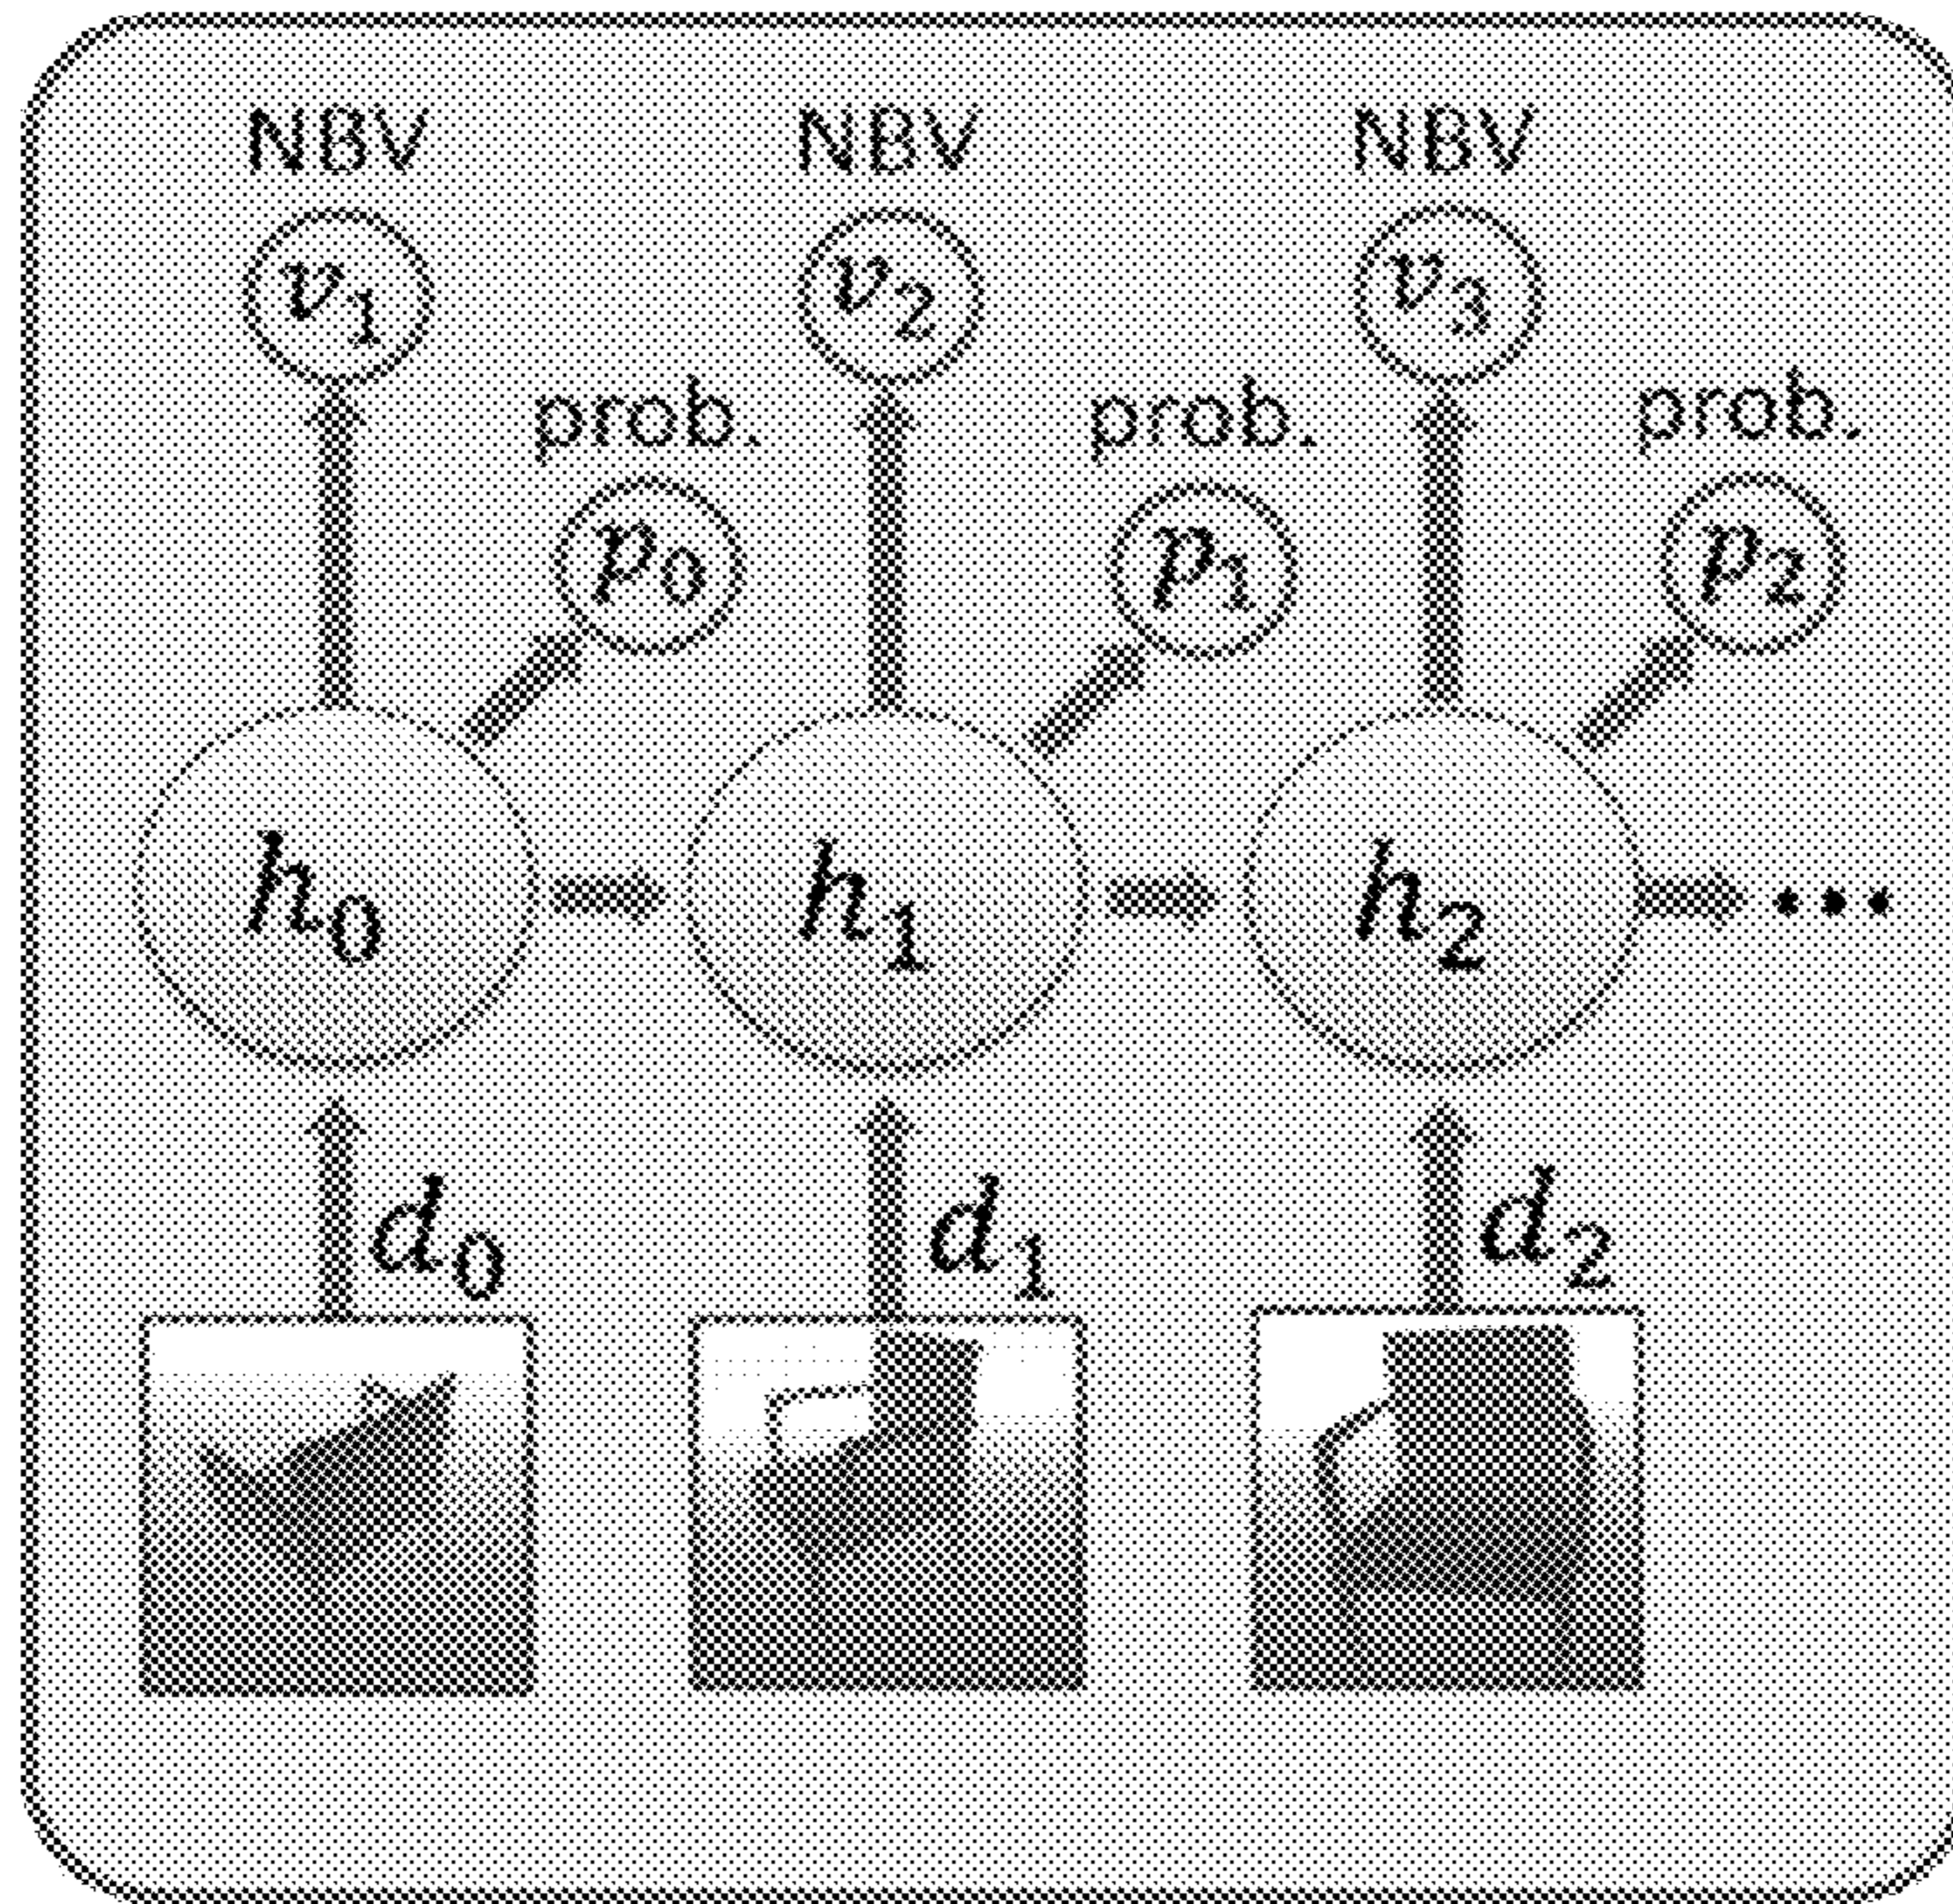 NBV NBV NBV
v1 v2 v3
prob. prob. prob.
p0 p1 p2
h0 h1 h2 ...
d0 d1 d2